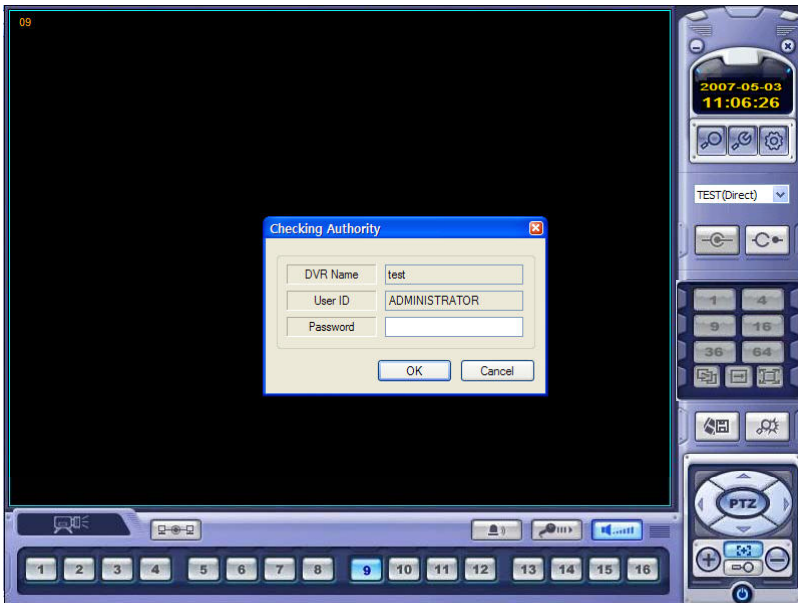 09
2007-05-03
11:06:26
TEST(Direct)
Checking Authority
DVR Name test
User ID ADMINISTRATOR
Password
OK Cancel
1 4
9 16
36 64
PTZ
1 2 3 4 5 6 7 8 9 10 11 12 13 14 15 16